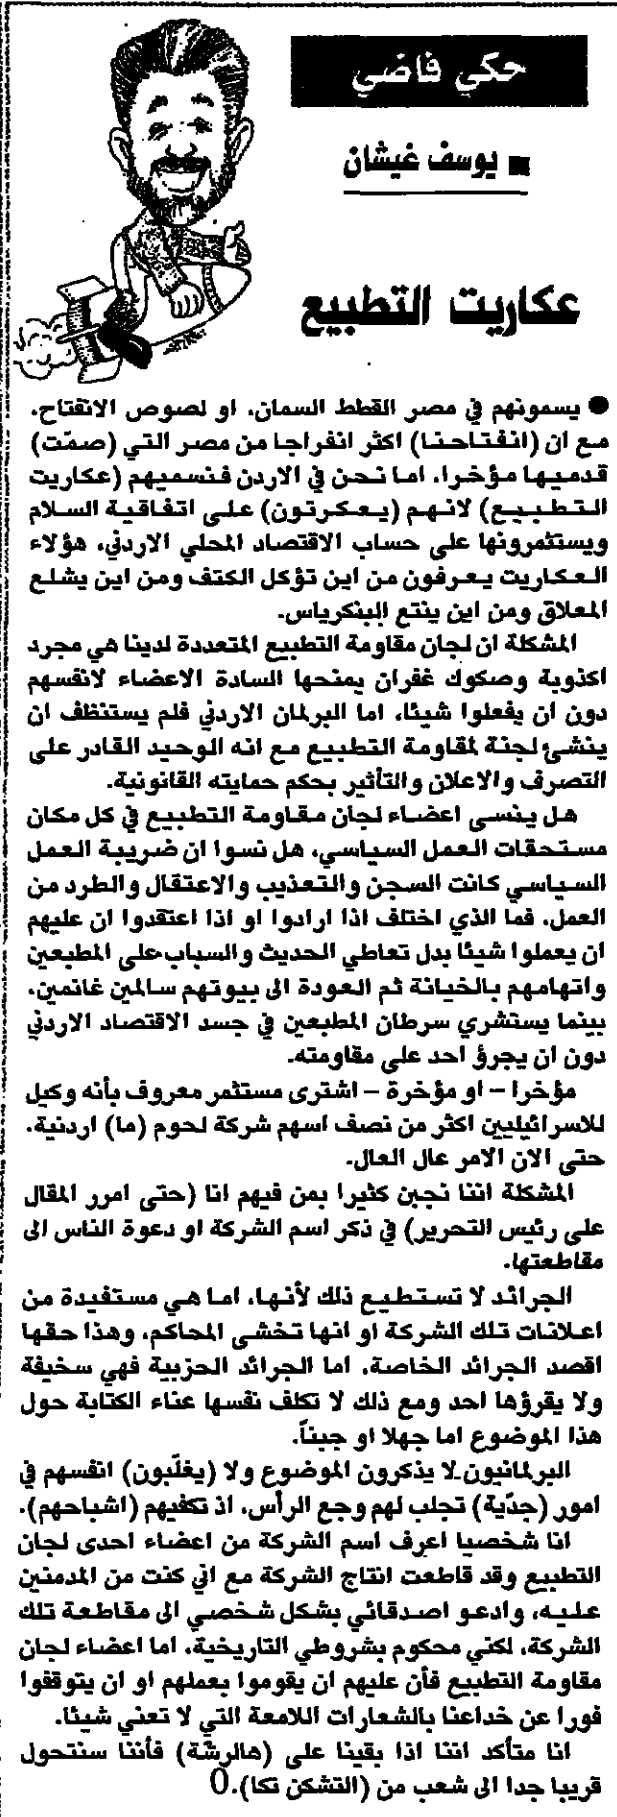 حكي فاضي
■ يوسف غيشان
عكاريت التطبيع
● يسمونهم في مصر القطط السمان، او لصوص الانفتاح،
مع ان (انفتاحنا) اكثر انفراجا من مصر التي (صمّت)
قدميها مؤخرا، اما نحن في الاردن فنسميهم (عكاريت
التطبيع) لانهم (يعكرتون) على اتفاقية السلام
ويستثمرونها على حساب الاقتصاد المحلي الاردني، هؤلاء
العكاريت يعرفون من اين تؤكل الكتف ومن اين يشلع
المعلاق ومن اين ينتع البنكرياس.
المشكلة ان لجان مقاومة التطبيع المتعددة لدينا هي مجرد
اكذوبة وصكوك غفران يمنحها السادة الاعضاء لانفسهم
دون ان يفعلوا شيئا، اما البرلمان الاردني فلم يستنظف ان
ينشئ لجنة لمقاومة التطبيع مع انه الوحيد القادر على
التصرف والاعلان والتأثير بحكم حمايته القانونية.
هل ينسى اعضاء لجان مقاومة التطبيع في كل مكان
مستحقات العمل السياسي، هل نسوا ان ضريبة العمل
السياسي كانت السجن والتعذيب والاعتقال والطرد من
العمل، فما الذي اختلف اذا ارادوا او اذا اعتقدوا ان عليهم
ان يعملوا شيئا بدل تعاطي الحديث والسباب على المطبعين
واتهامهم بالخيانة ثم العودة الى بيوتهم سالمين غانمين،
بينما يستشري سرطان المطبعين في جسد الاقتصاد الاردني
دون ان يجرؤ احد على مقاومته.
مؤخرا – او مؤخرة – اشترى مستثمر معروف بأنه وكيل
للاسرائيليين اكثر من نصف اسهم شركة لحوم (ما) اردنية،
حتى الان الامر عال العال.
المشكلة اننا نجبن كثيرا بمن فيهم انا (حتى امرر المقال
على رئيس التحرير) في ذكر اسم الشركة او دعوة الناس الى
مقاطعتها.
الجرائد لا تستطيع ذلك لأنها، اما هي مستفيدة من
اعلانات تلك الشركة او انها تخشى المحاكم، وهذا حقها
اقصد الجرائد الخاصة، اما الجرائد الحزبية فهي سخيفة
ولا يقرؤها احد ومع ذلك لا تكلف نفسها عناء الكتابة حول
هذا الموضوع اما جهلا او جبناً.
البرلمانيون لا يذكرون الموضوع ولا (يغلّبون) انفسهم في
امور (جدّية) تجلب لهم وجع الرأس، اذ تكفيهم (اشباحهم).
انا شخصيا اعرف اسم الشركة من اعضاء احدى لجان
التطبيع وقد قاطعت انتاج الشركة مع اني كنت من المدمنين
عليه، وادعو اصدقائي بشكل شخصي الى مقاطعة تلك
الشركة، لكني محكوم بشروطي التاريخية، اما اعضاء لجان
مقاومة التطبيع فأن عليهم ان يقوموا بعملهم او ان يتوقفوا
فورا عن خداعنا بالشعارات اللامعة التي لا تعني شيئا.
انا متأكد اننا اذا بقينا على (هالرشّة) فأننا سنتحول
قريبا جدا الى شعب من (التشكن تكا).O